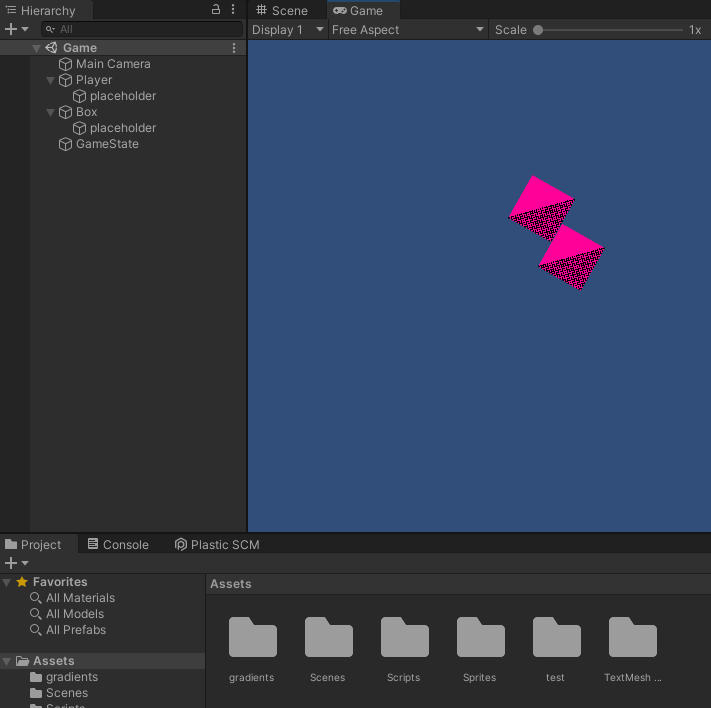 Hierarchy
Scene
Game
All
Display 1
Free Aspect
Scale
1x
Game
Main Camera
Player
placeholder
Box
placeholder
GameState
Project
Console
Plastic SCM
Favorites
Assets
All Materials
All Models
All Prefabs
Assets
gradients
Scenes
Scripts
gradients
Scenes
Scripts
Sprites
test
TextMesh ...